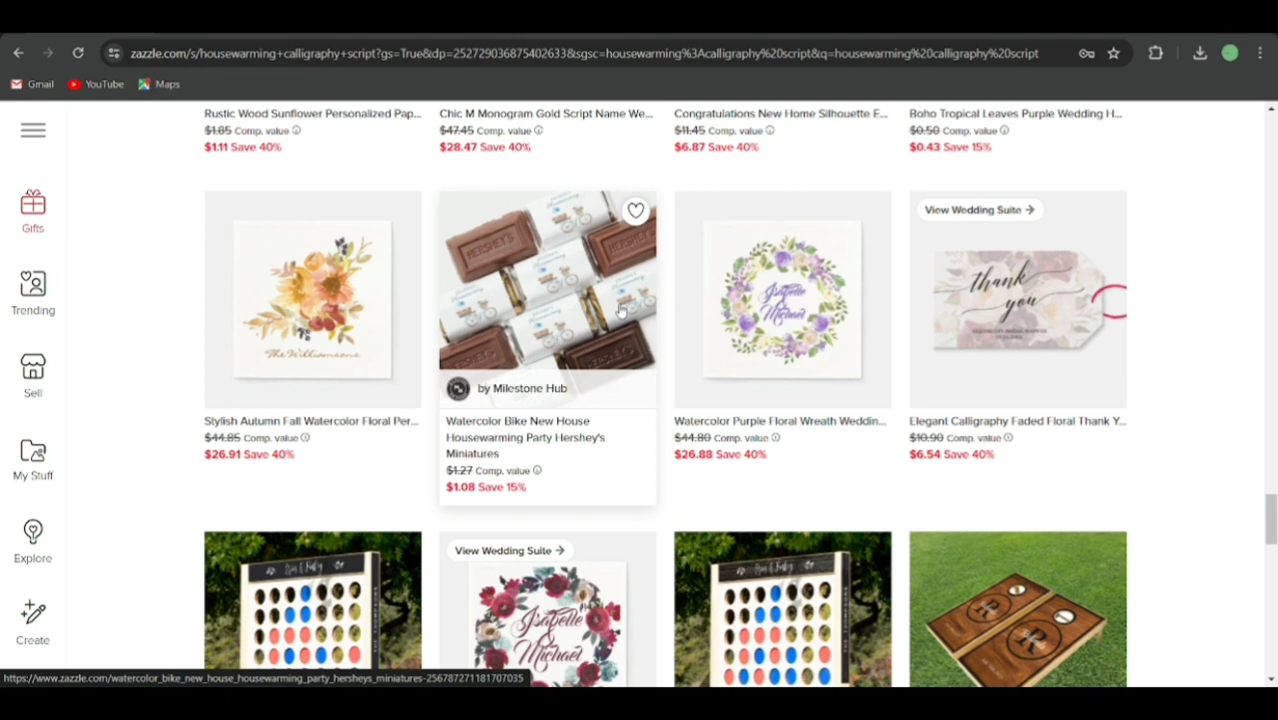 zazzle.com/s/housewarming+calligraphy+script?gs=True&dp=252729036875402633&sgsc=housewarming%3Acalligraphy%20script&q=housewarming%20calligraphy%20script
Gmail YouTube Maps
Rustic Wood Sunflower Personalized Pap... Chic M Monogram Gold Script Name We... Congratulations New Home Silhouette E... Boho Tropical Leaves Purple Wedding H...
$1.85 Comp. value $47.45 Comp. value $11.45 Comp. value $0.50 Comp. value
$1.11 Save 40% $28.47 Save 40% $6.87 Save 40% $0.43 Save 15%
Gifts
Trending
Sell
My Stuff
Explore
Create
The Williamsons
HERSHEY'S
by Milestone Hub
Isabelle
&
Michael
View Wedding Suite →
thank
you
Stylish Autumn Fall Watercolor Floral Per...
$44.85 Comp. value
$26.91 Save 40%
Watercolor Bike New House
Housewarming Party Hershey's
Miniatures
$1.27 Comp. value
$1.08 Save 15%
Watercolor Purple Floral Wreath Weddin...
$44.80 Comp. value
$26.88 Save 40%
Elegant Calligraphy Faded Floral Thank Y...
$10.90 Comp. value
$6.54 Save 40%
View Wedding Suite →
Isabelle
&
Michael
R
R
https://www.zazzle.com/watercolor_bike_new_house_housewarming_party_hersheys_miniatures-256787271181707035